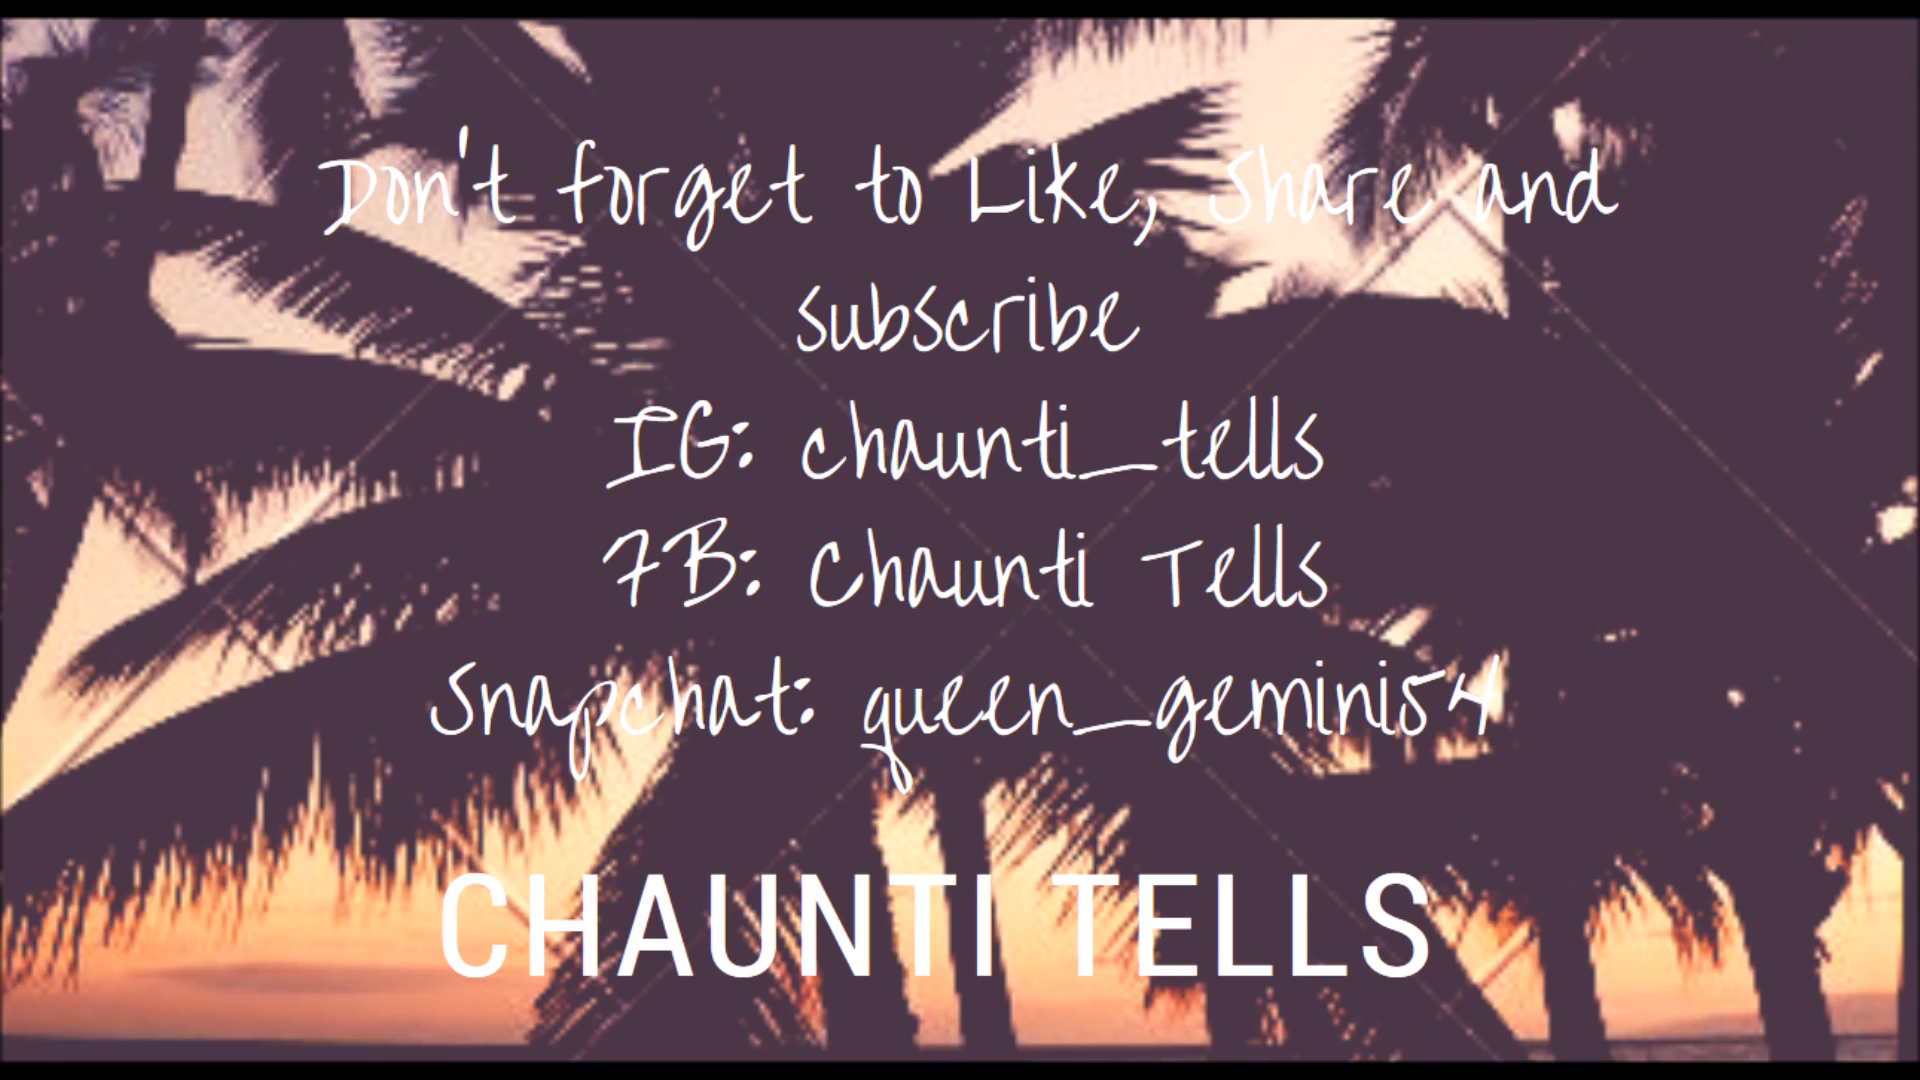 Don't forget to Like, Share and
subscribe
IG: chaunti_tells
FB: Chaunti Tells
Snapchat: queen_gemini54
CHAUNTI TELLS